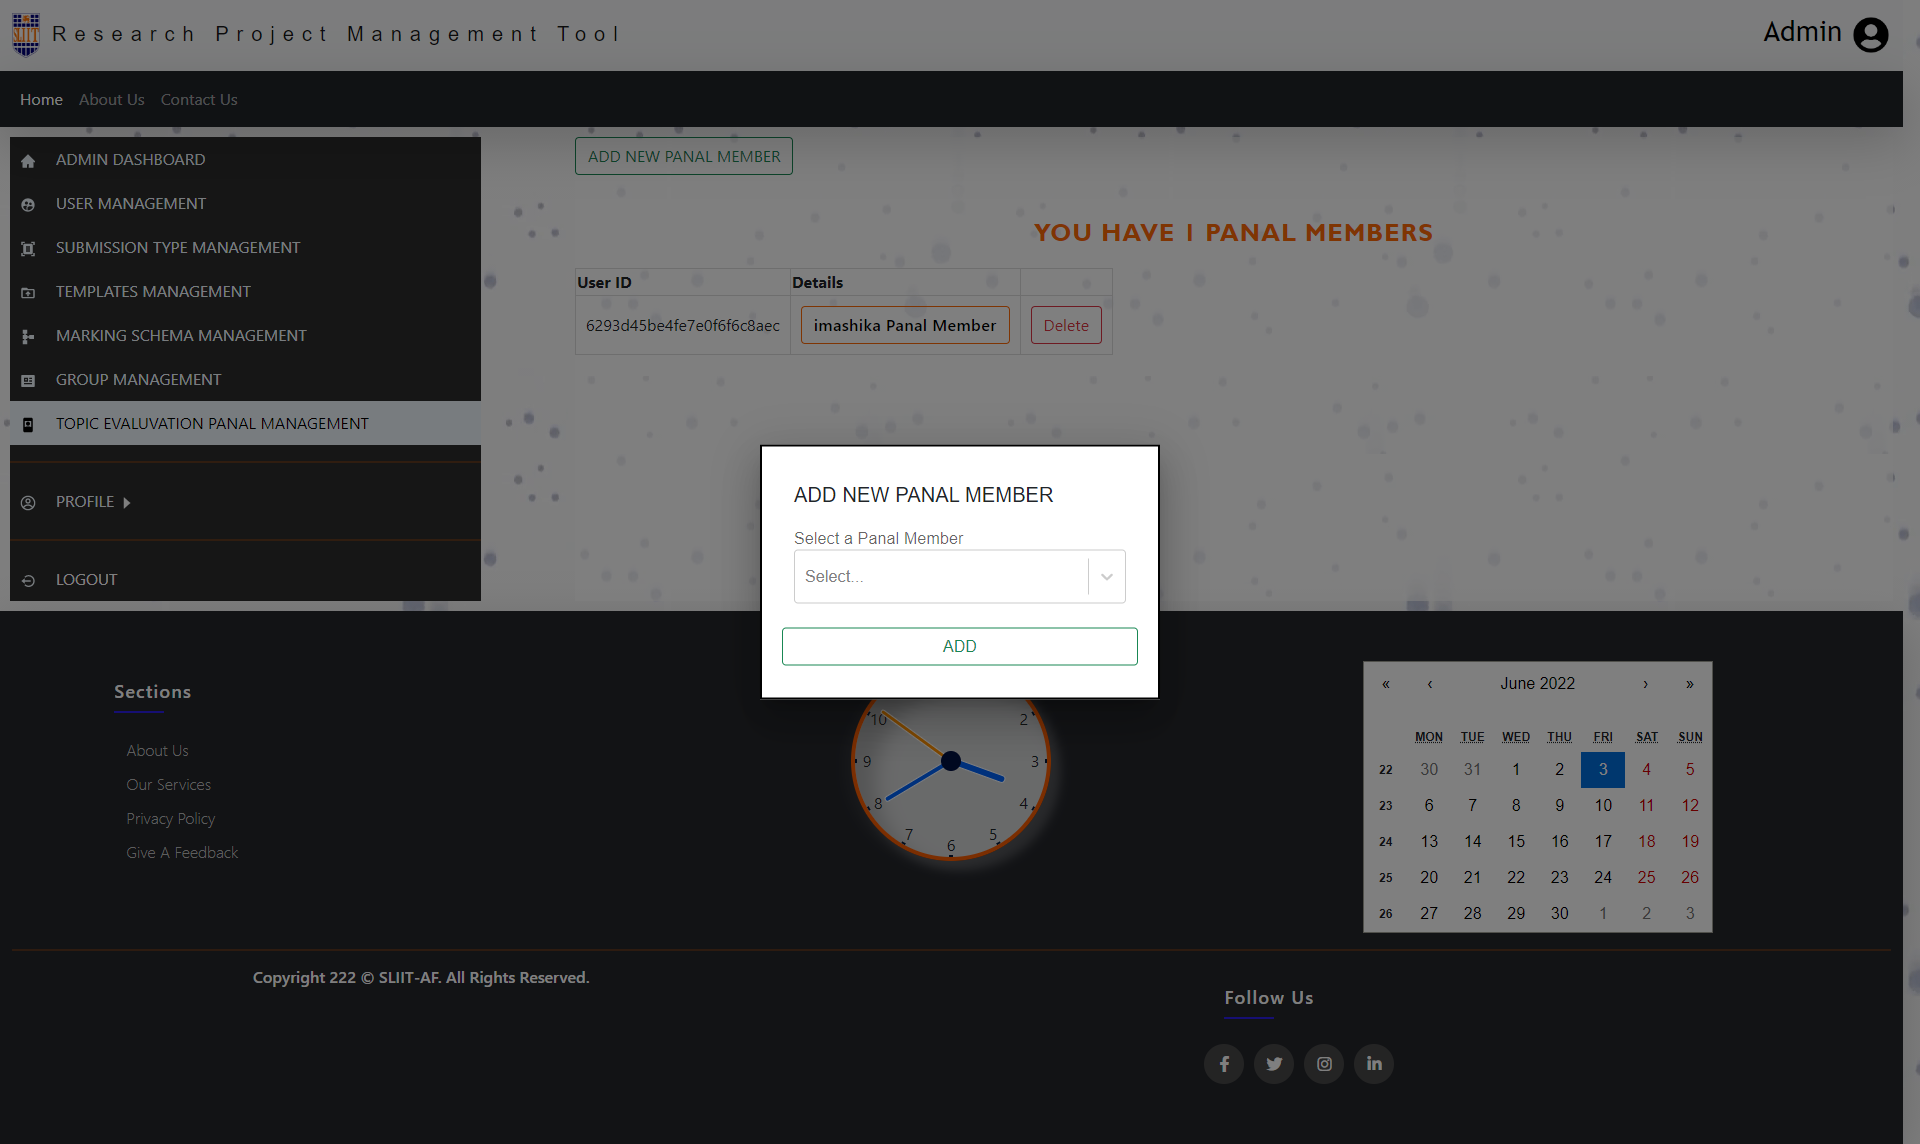 SLIIT
Research Project Management Tool
Admin
Home About Us Contact Us
ADMIN DASHBOARD
USER MANAGEMENT
SUBMISSION TYPE MANAGEMENT
TEMPLATES MANAGEMENT
MARKING SCHEMA MANAGEMENT
GROUP MANAGEMENT
TOPIC EVALUVATION PANAL MANAGEMENT
PROFILE
LOGOUT
ADD NEW PANAL MEMBER
YOU HAVE 1 PANAL MEMBERS
User ID Details
6293d45be4fe7e0f6f6c8aec imashika Panal Member Delete
ADD NEW PANAL MEMBER
Select a Panal Member
Select...
ADD
Sections
About Us
Our Services
Privacy Policy
Give A Feedback
10 2
9 3
8 4
7 5
6
« ‹ June 2022 › »
MON TUE WED THU FRI SAT SUN
22 30 31 1 2 3 4 5
23 6 7 8 9 10 11 12
24 13 14 15 16 17 18 19
25 20 21 22 23 24 25 26
26 27 28 29 30 1 2 3
Copyright 222 © SLIIT-AF. All Rights Reserved.
Follow Us